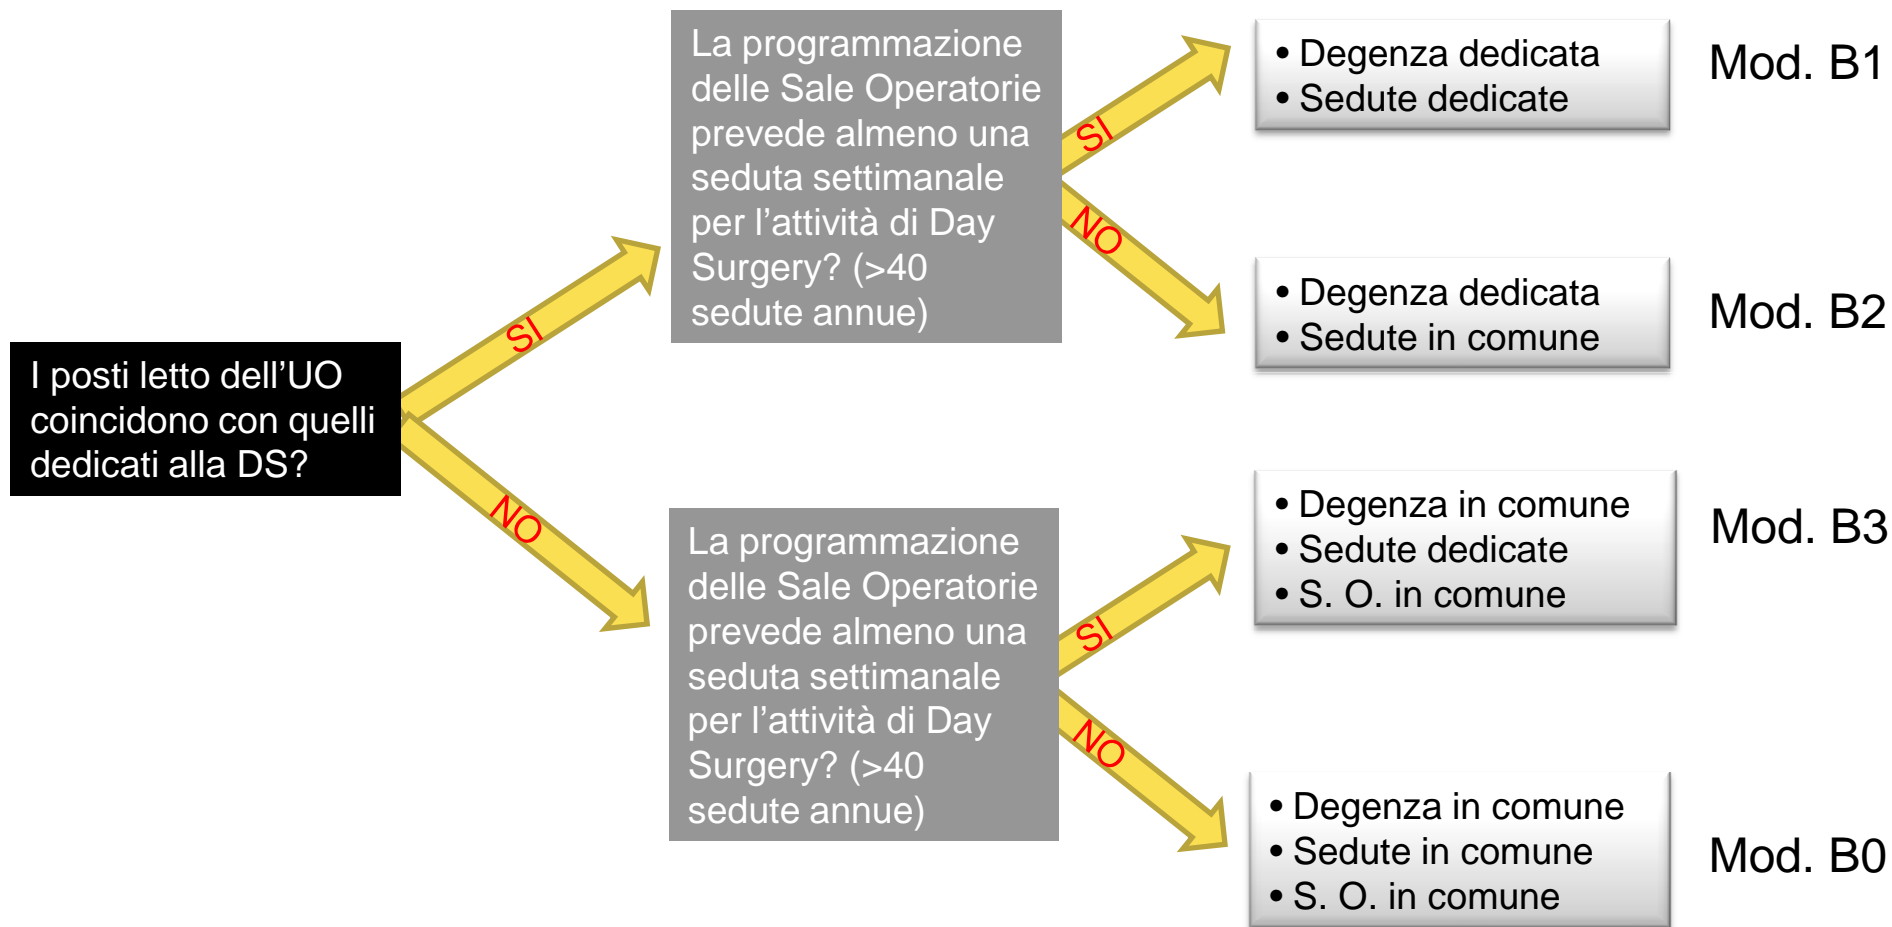 I posti letto dell’UO
coincidono con quelli
dedicati alla DS?
SI
NO
La programmazione
delle Sale Operatorie
prevede almeno una
seduta settimanale
per l’attività di Day
Surgery? (>40
sedute annue)
SI
NO
• Degenza dedicata
• Sedute dedicate
Mod. B1
• Degenza dedicata
• Sedute in comune
Mod. B2
La programmazione
delle Sale Operatorie
prevede almeno una
seduta settimanale
per l’attività di Day
Surgery? (>40
sedute annue)
SI
NO
• Degenza in comune
• Sedute dedicate
• S. O. in comune
Mod. B3
• Degenza in comune
• Sedute in comune
• S. O. in comune
Mod. B0